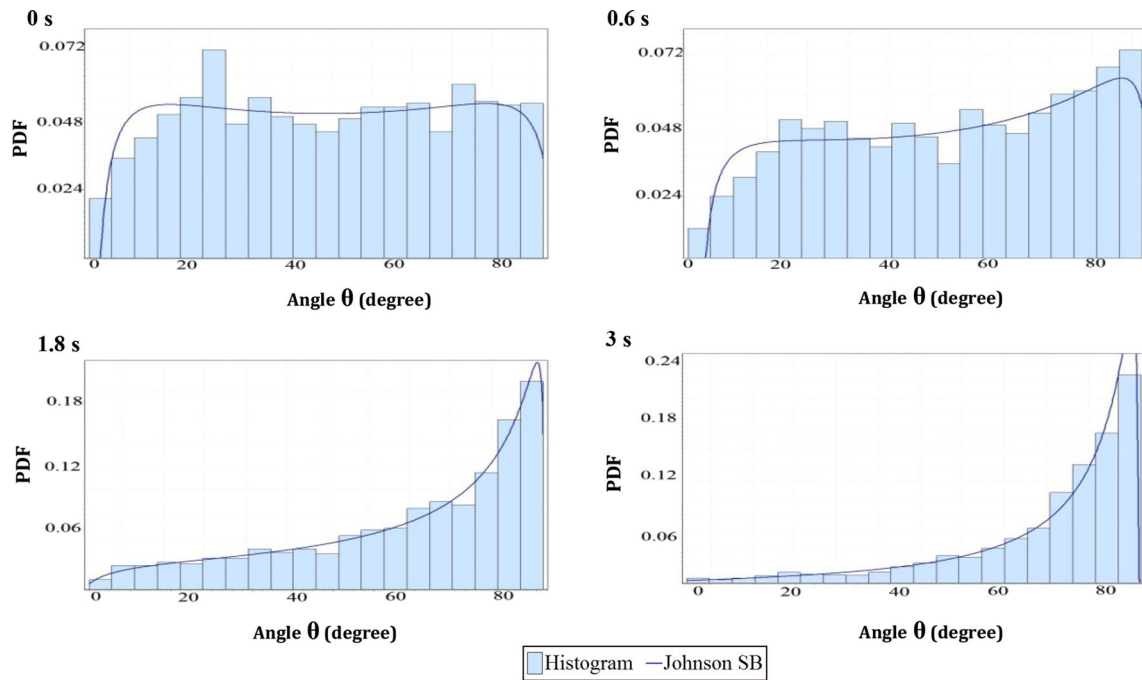 0 s
0.072
0.048
0.024
PDF
0 20 40 60 80
Angle θ (degree)
0.6 s
0.072
0.048
0.024
PDF
0 20 40 60 80
Angle θ (degree)
1.8 s
0.18
0.12
0.06
PDF
0 20 40 60 80
Angle θ (degree)
3 s
0.24
0.18
0.12
0.06
PDF
0 20 40 60 80
Angle θ (degree)
Histogram Johnson SB